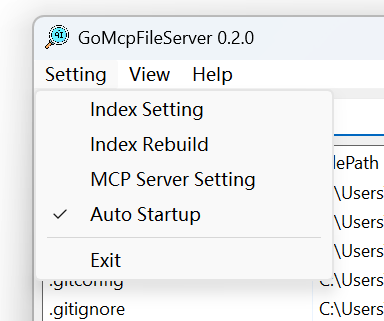 GoMcpFileServer 0.2.0
Setting View Help
Index Setting
Index Rebuild
MCP Server Setting
Auto Startup
Exit
lePath
:\Users
:\Users
:\Users
.gitconfig C:\Users
.gitignore C:\Users